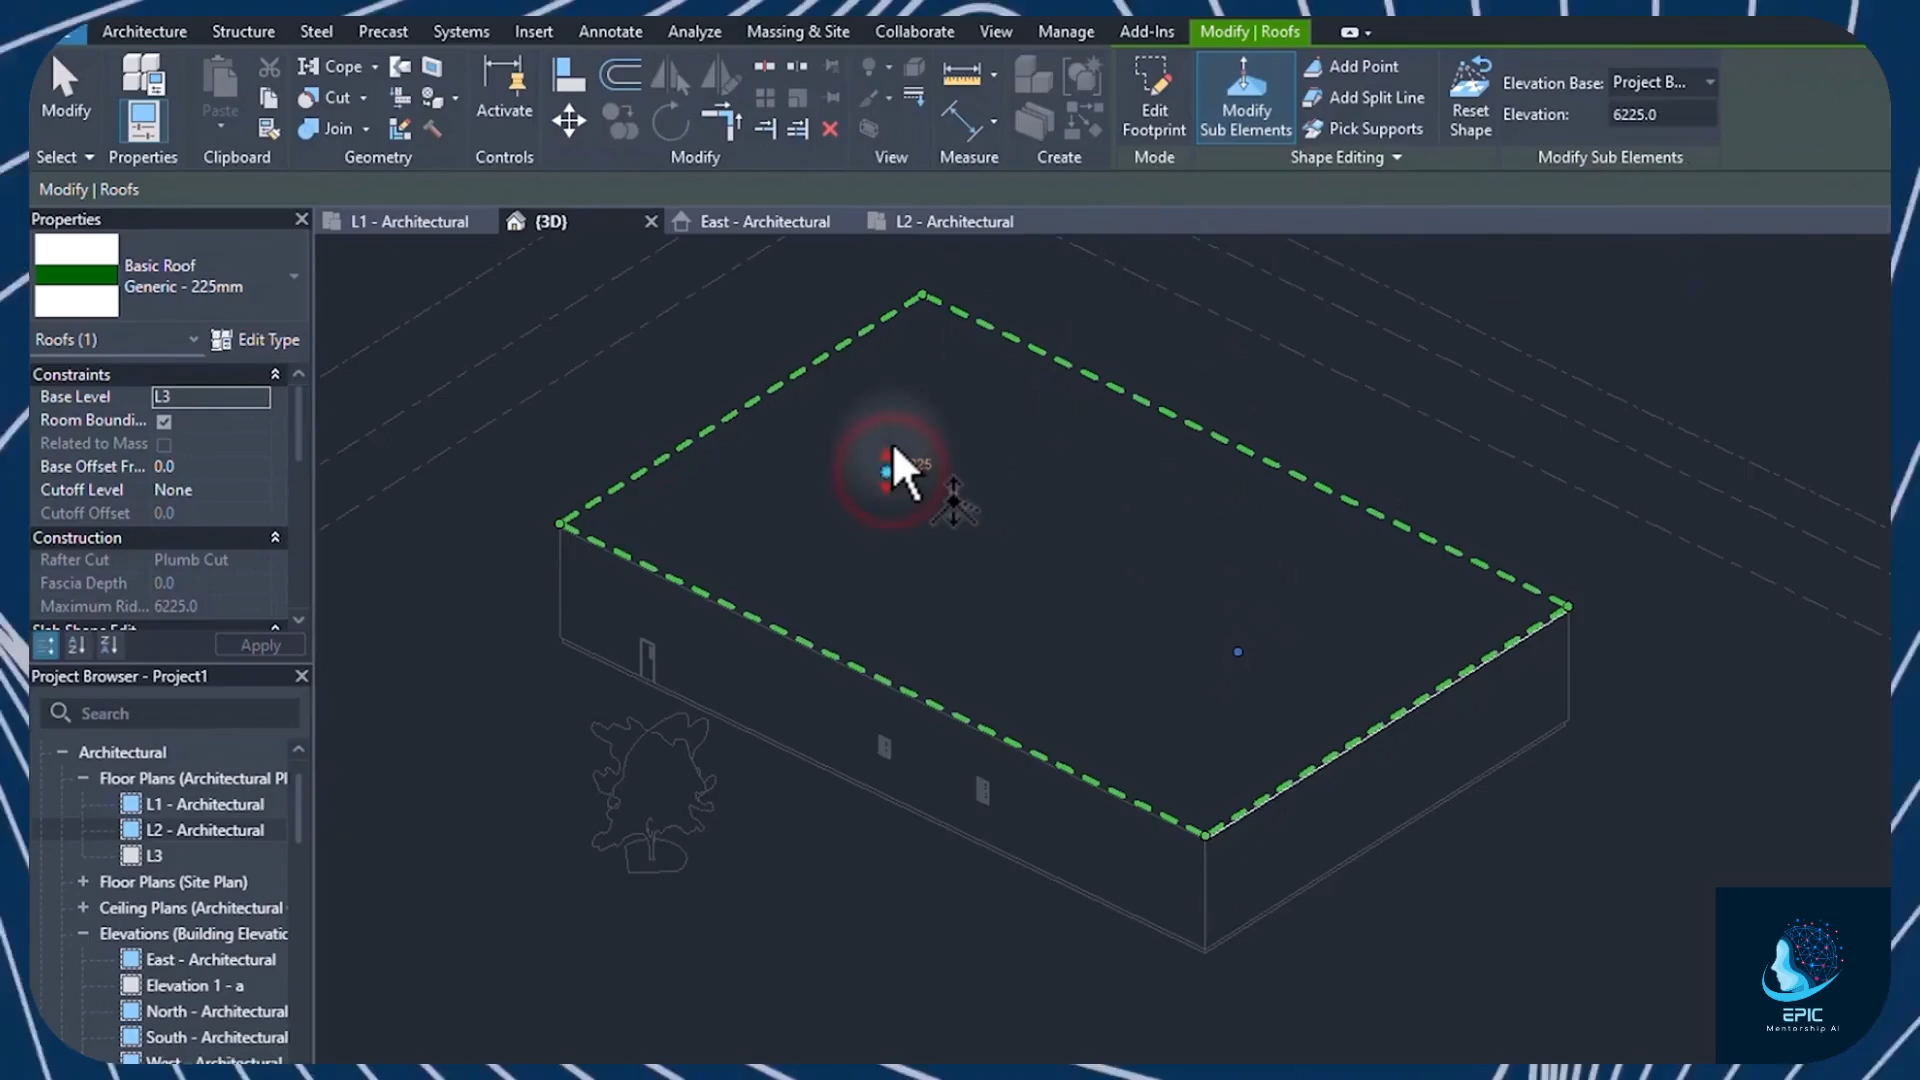 Architecture Structure Steel Precast Systems Insert Annotate Analyze Massing & Site Collaborate View Manage Add-Ins Modify | Roofs
Modify
Paste
Cope
Cut
Join
Activate
Edit Footprint
Modify Sub Elements
Add Point
Add Split Line
Pick Supports
Reset Shape
Elevation Base: Project B...
Elevation: 6225.0
Select Properties Clipboard Geometry Controls Modify View Measure Create Mode Shape Editing Modify Sub Elements
Modify | Roofs
Properties
L1 - Architectural {3D} East - Architectural L2 - Architectural
Basic Roof
Generic - 225mm
Roofs (1) Edit Type
Constraints
Base Level L3
Room Boundi...
Related to Mass
Base Offset Fr... 0.0
Cutoff Level None
Cutoff Offset 0.0
Construction
Rafter Cut Plumb Cut
Fascia Depth 0.0
Maximum Rid... 6225.0
Apply
Project Browser - Project1
Search
Architectural
Floor Plans (Architectural Pl
L1 - Architectural
L2 - Architectural
L3
Floor Plans (Site Plan)
Ceiling Plans (Architectural
Elevations (Building Elevatic
East - Architectural
Elevation 1 - a
North - Architectural
South - Architectural
West - Architectural
EPIC
Mentorship AI